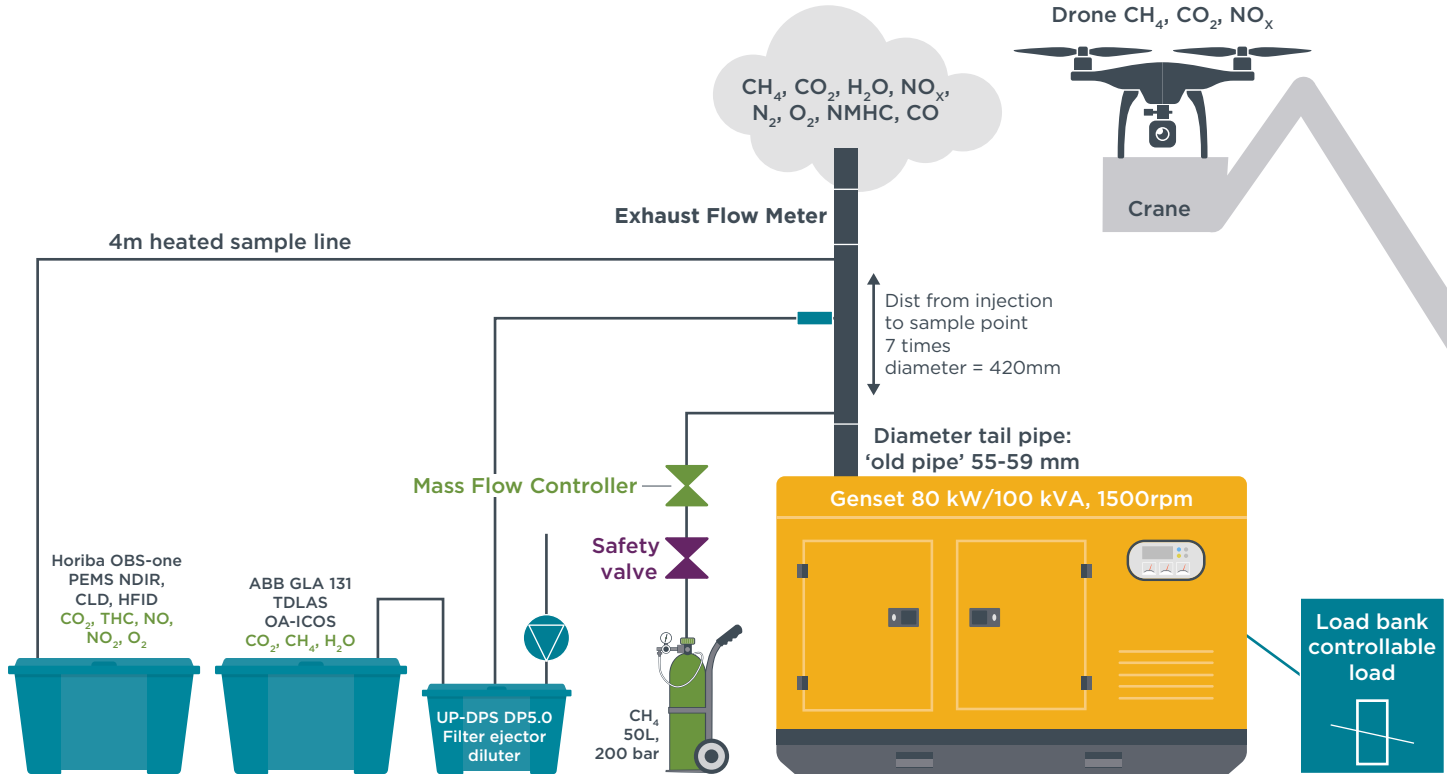 Drone CH₄, CO₂, NOₓ
CH₄, CO₂, H₂O, NOₓ,
N₂, O₂, NMHC, CO
Crane
Exhaust Flow Meter
4m heated sample line
Dist from injection
to sample point
7 times
diameter = 420mm
Diameter tail pipe:
‘old pipe’ 55-59 mm
Mass Flow Controller
Genset 80 kW/100 kVA, 1500rpm
Safety
valve
Horiba OBS-one
PEMS NDIR,
CLD, HFID
CO₂, THC, NO,
NO₂, O₂
ABB GLA 131
TDLAS
OA-ICOS
CO₂, CH₄, H₂O
UP-DPS DP5.0
Filter ejector
diluter
CH₄
50L,
200 bar
Load bank
controllable
load